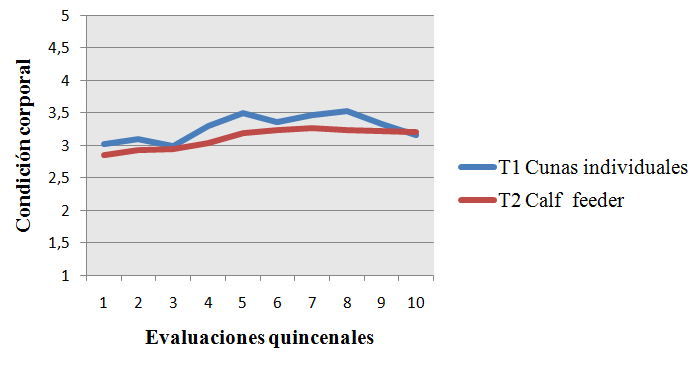 Condición corporal
5
4,5
4
3,5
3
2,5
2
1,5
1
1 2 3 4 5 6 7 8 9 10
Evaluaciones quincenales
T1 Cunas individuales
T2 Calf feeder